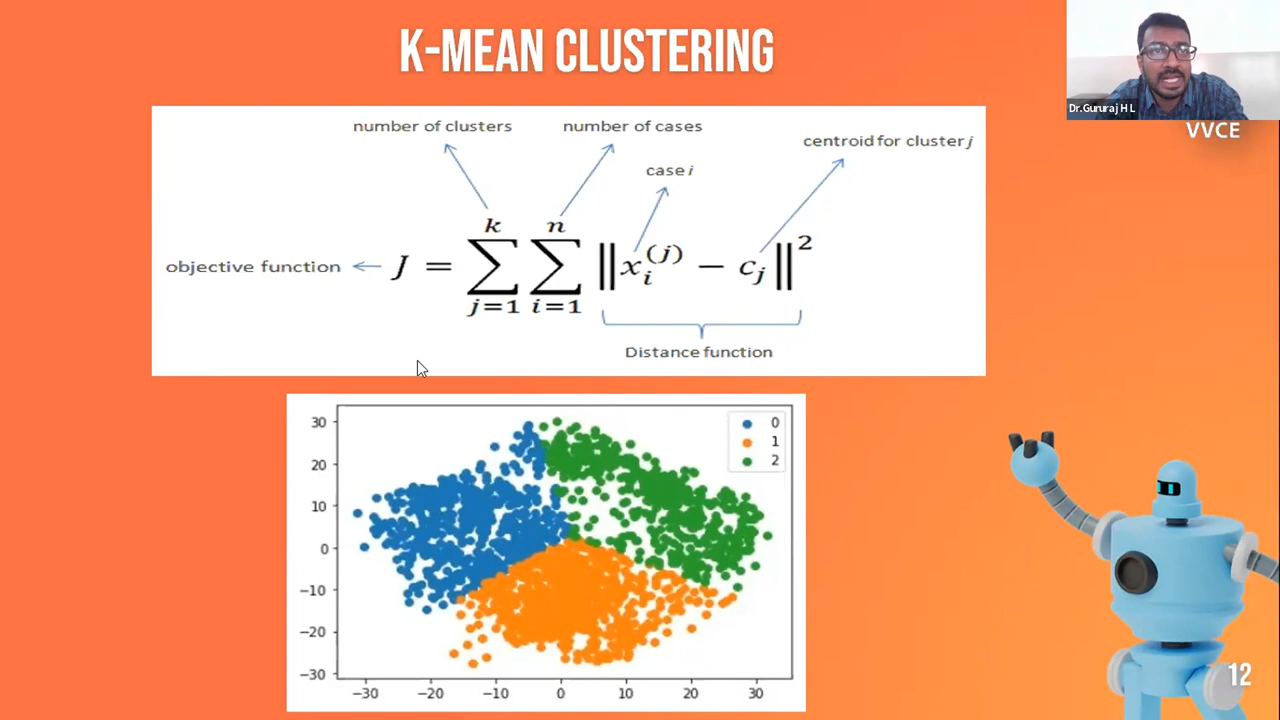 K-MEAN CLUSTERING
Dr.Gururaj H L
VVCE
number of clusters
number of cases
centroid for cluster j
case i
objective function
J = ∑_{j=1}^{k} ∑_{i=1}^{n} ‖x_i^{(j)} − c_j‖²
Distance function
0
1
2
30
20
10
0
−10
−20
−30
−30 −20 −10 0 10 20 30
12